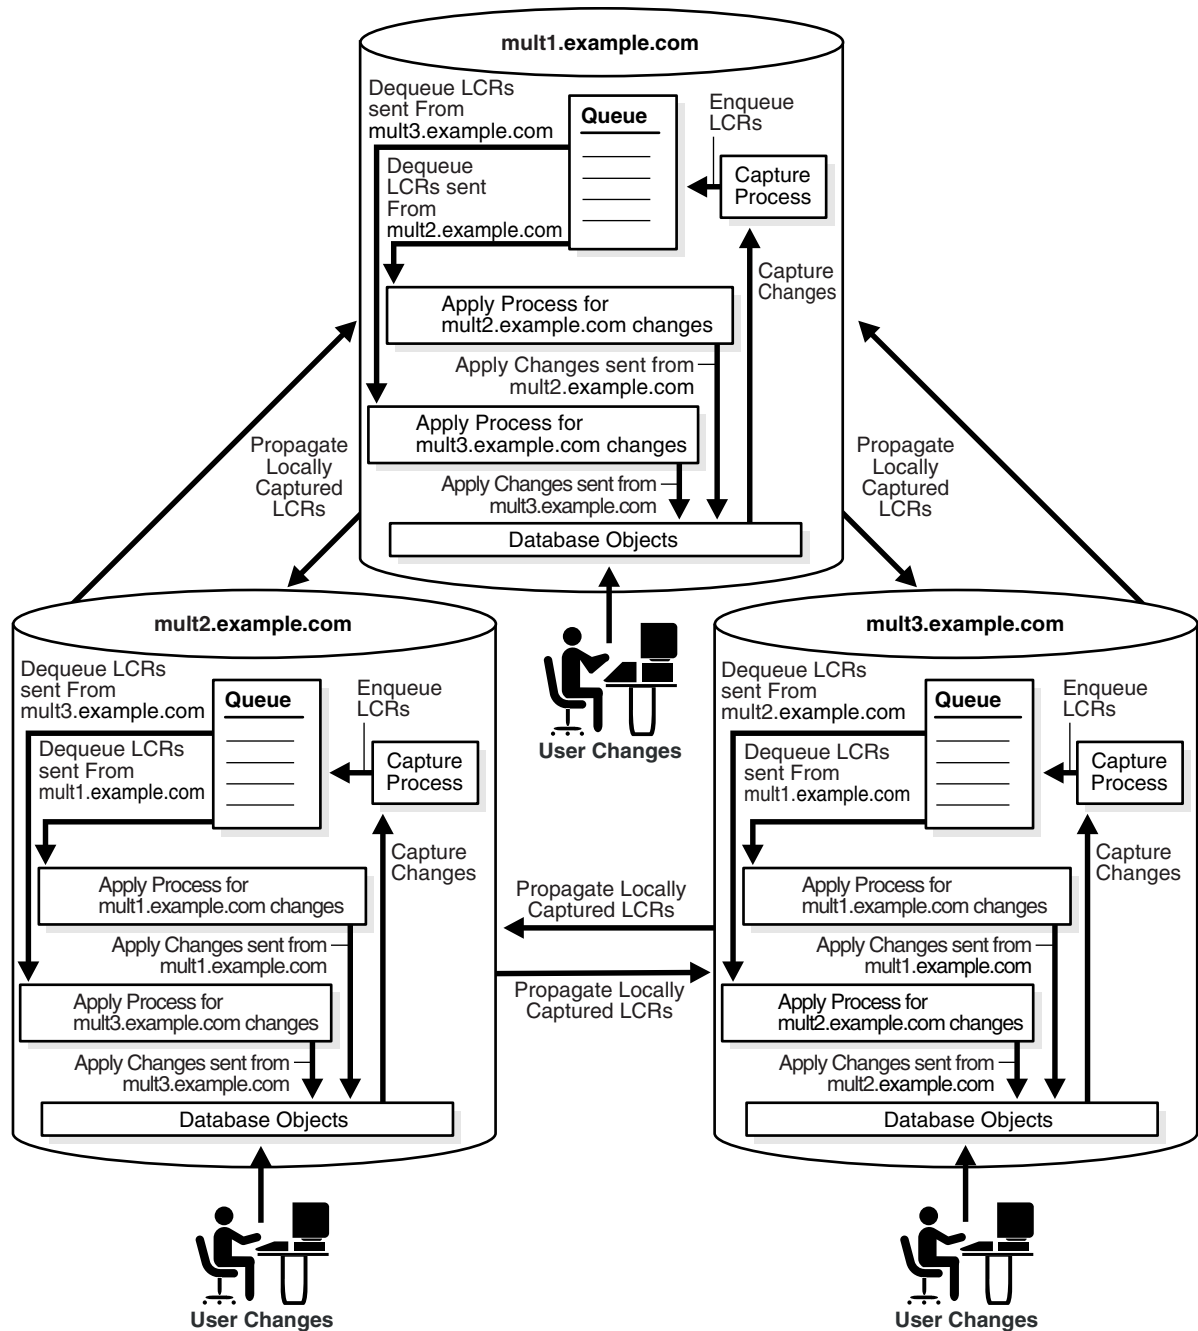 mult1.example.com
Dequeue LCRs
sent From
mult3.example.com
Dequeue
LCRs sent
From
mult2.example.com
Queue
Enqueue
LCRs
Capture
Process
Capture
Changes
Apply Process for
mult2.example.com changes
Apply Changes sent from
mult2.example.com
Apply Process for
mult3.example.com changes
Apply Changes sent from
mult3.example.com
Database Objects
Propagate
Locally
Captured
LCRs
Propagate
Locally
Captured
LCRs
User Changes
mult2.example.com
Dequeue LCRs
sent From
mult3.example.com
Dequeue LCRs
sent From
mult1.example.com
Queue
Enqueue
LCRs
Capture
Process
Capture
Changes
Apply Process for
mult1.example.com changes
Apply Changes sent from
mult1.example.com
Apply Process for
mult3.example.com changes
Apply Changes sent from
mult3.example.com
Database Objects
User Changes
Propagate Locally
Captured LCRs
Propagate Locally
Captured LCRs
mult3.example.com
Dequeue LCRs
sent From
mult2.example.com
Dequeue LCRs
sent From
mult1.example.com
Queue
Enqueue
LCRs
Capture
Process
Capture
Changes
Apply Process for
mult1.example.com changes
Apply Changes sent from
mult1.example.com
Apply Process for
mult2.example.com changes
Apply Changes sent from
mult2.example.com
Database Objects
User Changes